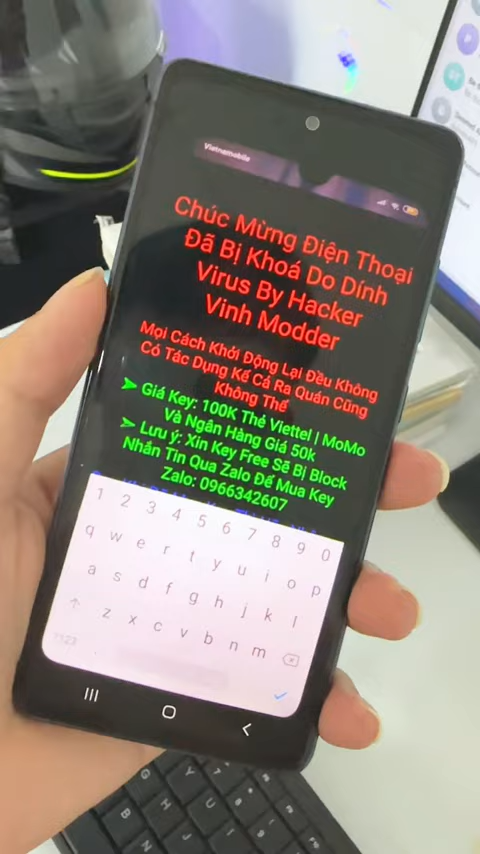 Vietnamobile
Chúc Mừng Điện Thoại
Đã Bị Khoá Do Dính
Virus By Hacker
Vinh Modder
Mọi Cách Khởi Động Lại Đều Không
Có Tác Dụng Kể Cả Ra Quán Cũng
Không Thể
➤ Giá Key: 100K Thẻ Viettel | MoMo
Và Ngân Hàng Giá 50k
➤ Lưu ý: Xin Key Free Sẽ Bị Block
Nhắn Tin Qua Zalo Để Mua Key
Zalo: 0966342607
1 2 3 4 5 6 7 8 9 0
q w e r t y u i o p
a s d f g h j k l
z x c v b n m
!123